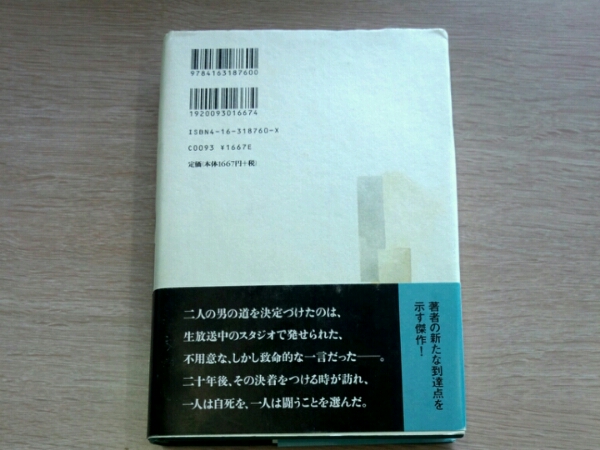 9784163187600
1920093016674
ISBN4-16-318760-X
C0093 ¥1667E
定価(本体1667円+税)
二人の男の道を決定づけたのは、
生放送中のスタジオで発せられた、
不用意な、しかし致命的な一言だった――。
二十年後、その決着をつける時が訪れ、
一人は自死を、一人は闘うことを選んだ。
著者の新たな到達点を
示す傑作!